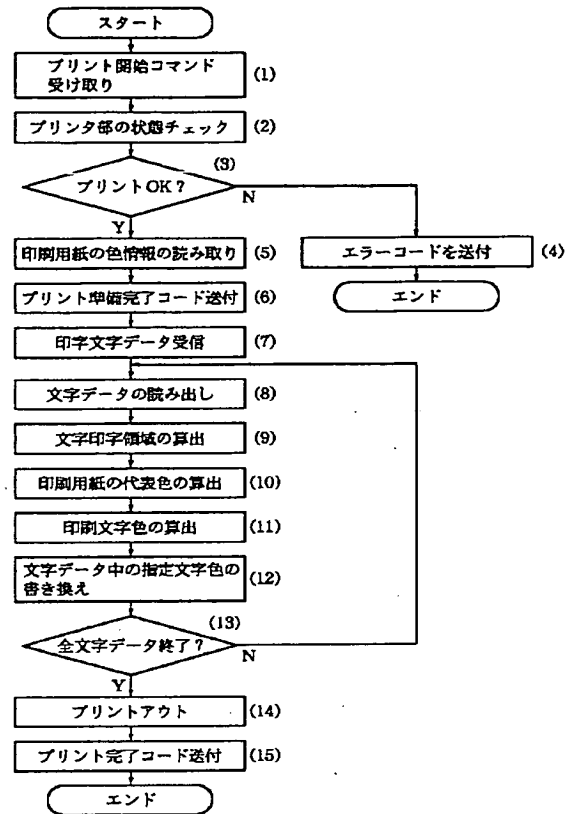 スタート
プリント開始コマンド
受け取り
(1)
プリンタ部の状態チェック
(2)
(3)
プリントOK？
N
Y
印刷用紙の色情報の読み取り
(5)
エラーコードを送付
(4)
プリント準備完了コード送付
(6)
エンド
印字文字データ受信
(7)
文字データの読み出し
(8)
文字印字領域の算出
(9)
印刷用紙の代表色の算出
(10)
印刷文字色の算出
(11)
文字データ中の指定文字色の
書き換え
(12)
(13)
全文字データ終了？
N
Y
プリントアウト
(14)
プリント完了コード送付
(15)
エンド